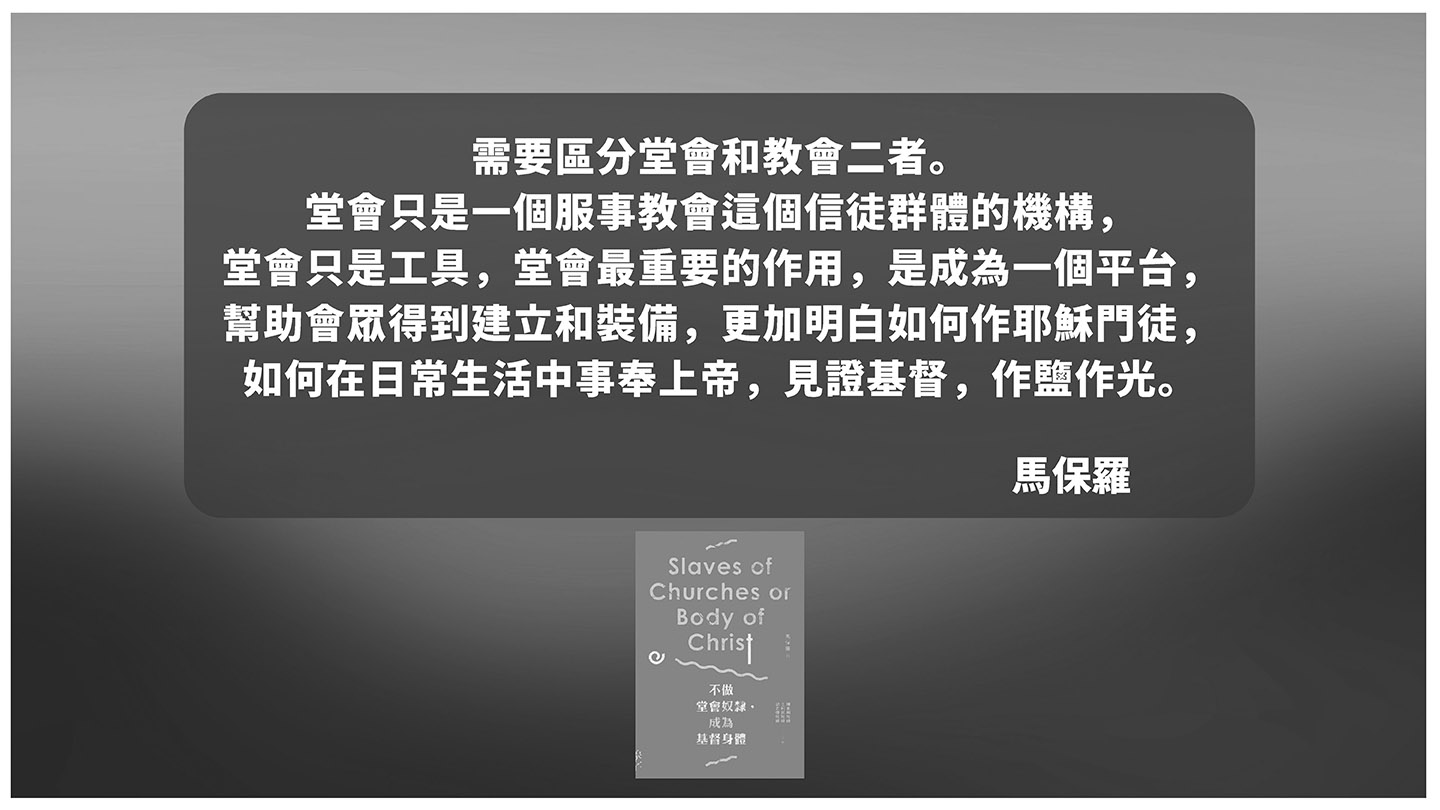 需要區分堂會和教會二者。
堂會只是一個服事教會這個信徒群體的機構，
堂會只是工具，堂會最重要的作用，是成為一個平台，
幫助會眾得到建立和裝備，更加明白如何作耶穌門徒，
如何在日常生活中事奉上帝，見證基督，作鹽作光。
馬保羅
Slaves of
Churches or
Body of
Christ
不做
堂會奴隸・
成為
基督身體